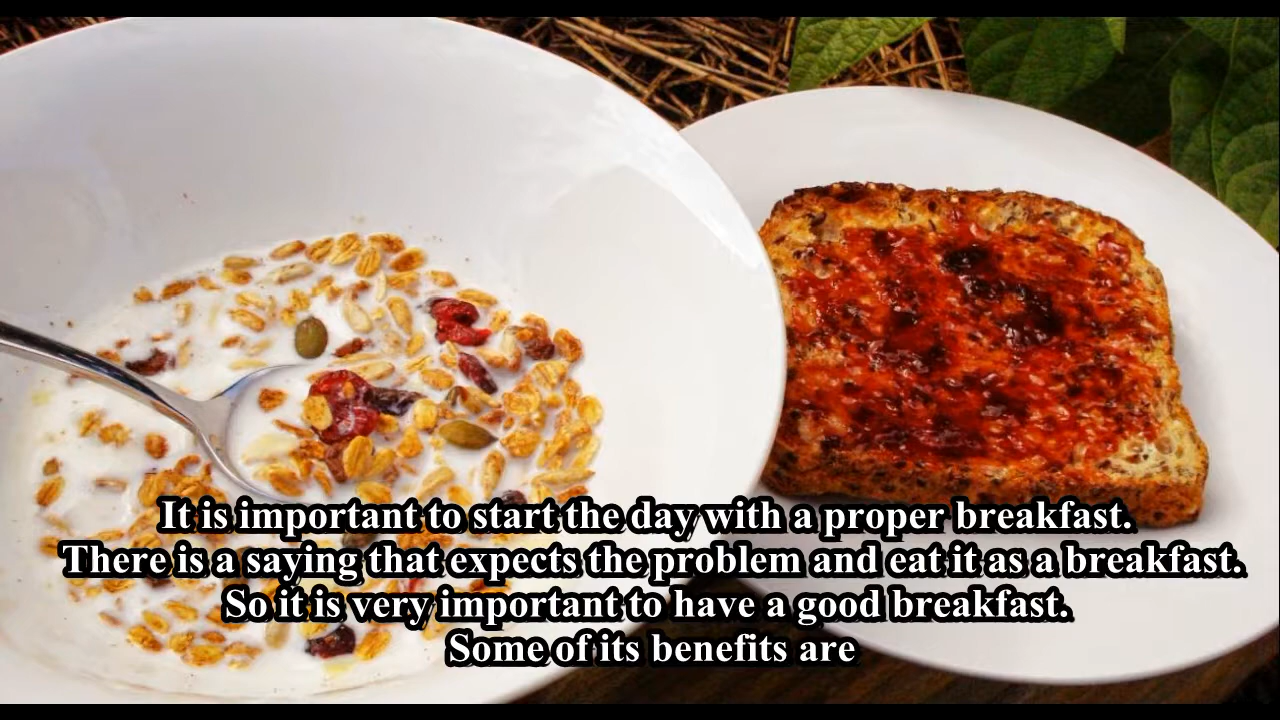 It is important to start the day with a proper breakfast.
There is a saying that expects the problem and eat it as a breakfast.
So it is very important to have a good breakfast.
Some of its benefits are